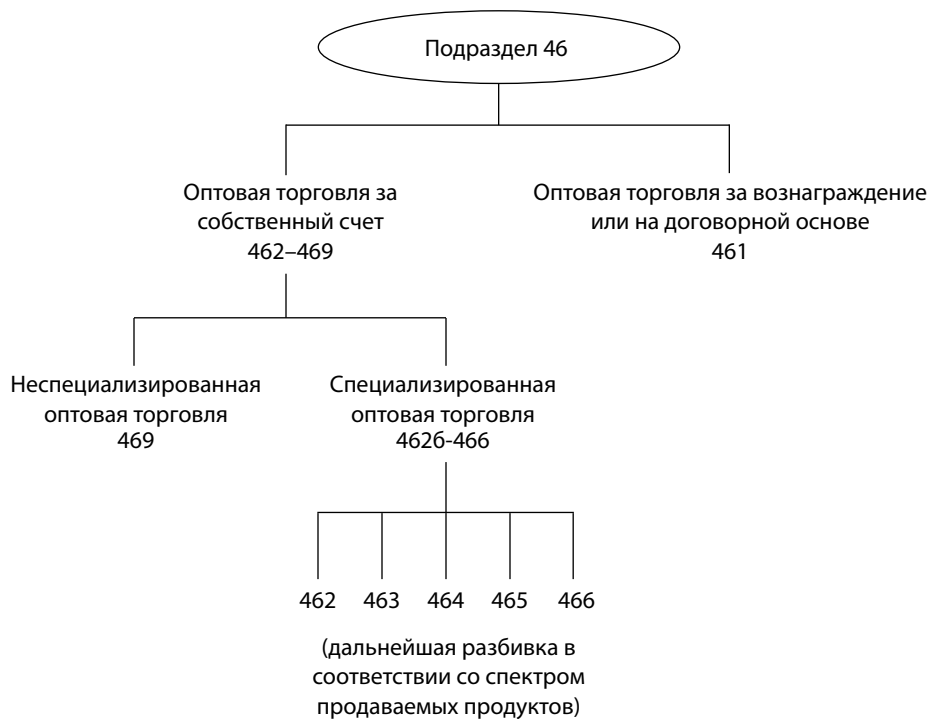 Подраздел 46
Оптовая торговля за
собственный счет
462–469
Оптовая торговля за вознаграждение
или на договорной основе
461
Неспециализированная
оптовая торговля
469
Специализированная
оптовая торговля
462б-466
462 463 464 465 466
(дальнейшая разбивка в
соответствии со спектром
продаваемых продуктов)